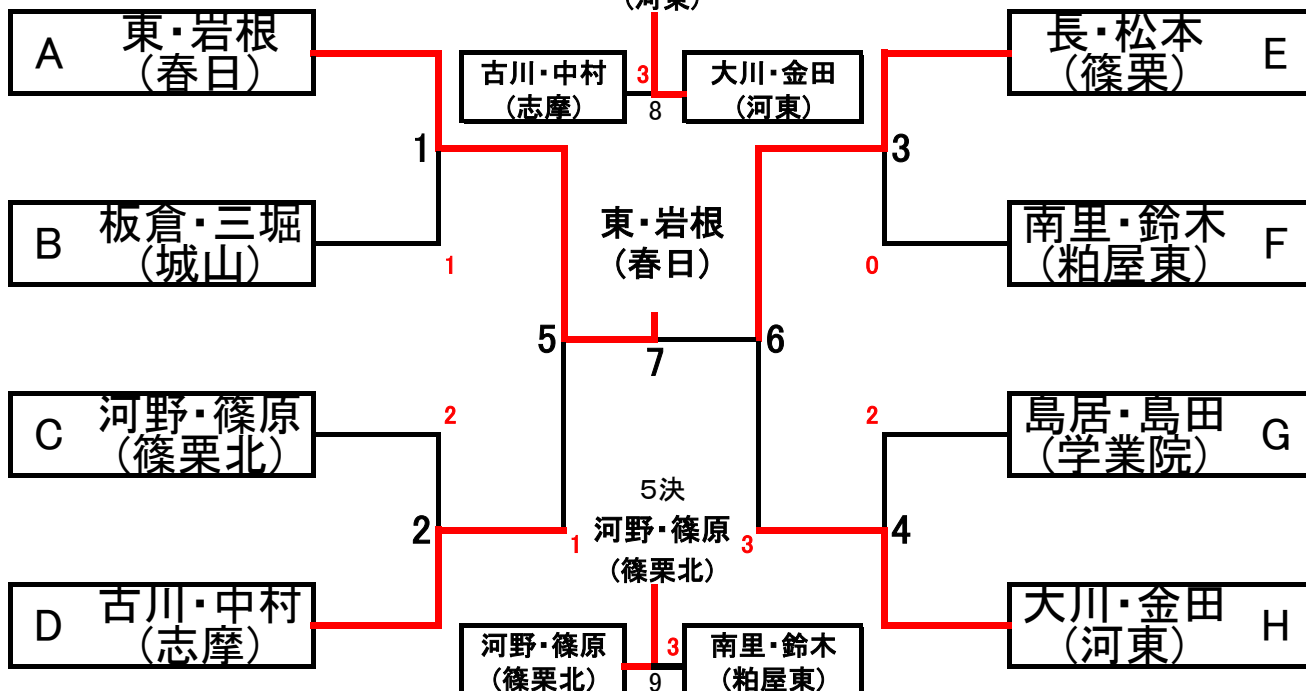 (河東)
A 東・岩根
(春日)
古川・中村
(志摩)
3
8
大川・金田
(河東)
長・松本
(篠栗)
E
1
3
B 板倉・三堀
(城山)
1
東・岩根
(春日)
0
南里・鈴木
(粕屋東)
F
5
7
6
C 河野・篠原
(篠栗北)
2
2
島居・島田
(学業院)
G
5決
河野・篠原
(篠栗北)
2
1
3
4
D 古川・中村
(志摩)
河野・篠原
(篠栗北)
3
9
南里・鈴木
(粕屋東)
大川・金田
(河東)
H